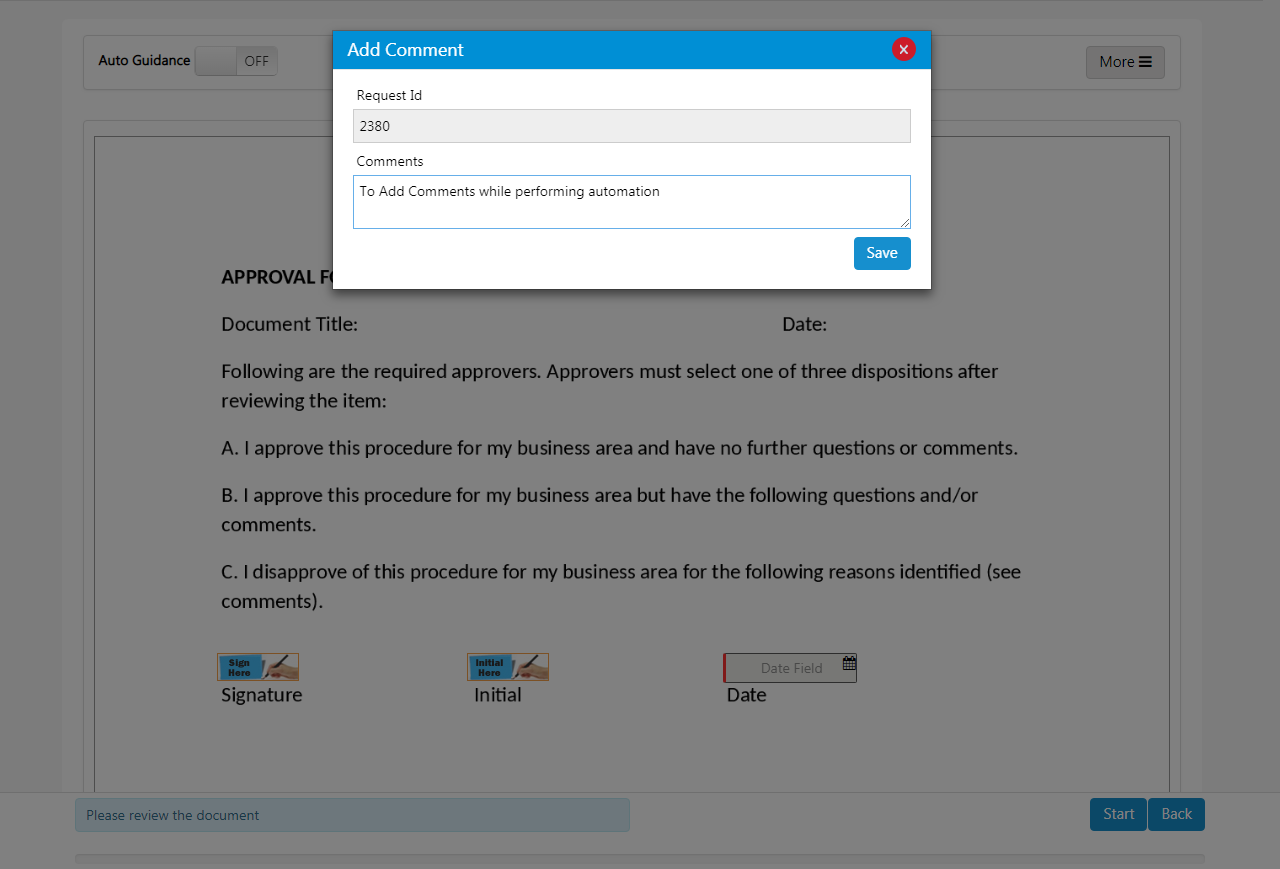 Add Comment
Auto Guidance OFF
More
Request Id
2380
Comments
To Add Comments while performing automation
Save
APPROVAL
Document Title: Date:
Following are the required approvers. Approvers must select one of three dispositions after
reviewing the item:
A. I approve this procedure for my business area and have no further questions or comments.
B. I approve this procedure for my business area but have the following questions and/or
comments.
C. I disapprove of this procedure for my business area for the following reasons identified (see
comments).
Sign
Here
Initial
Here
Date Field
Signature Initial Date
Please review the document
Start Back